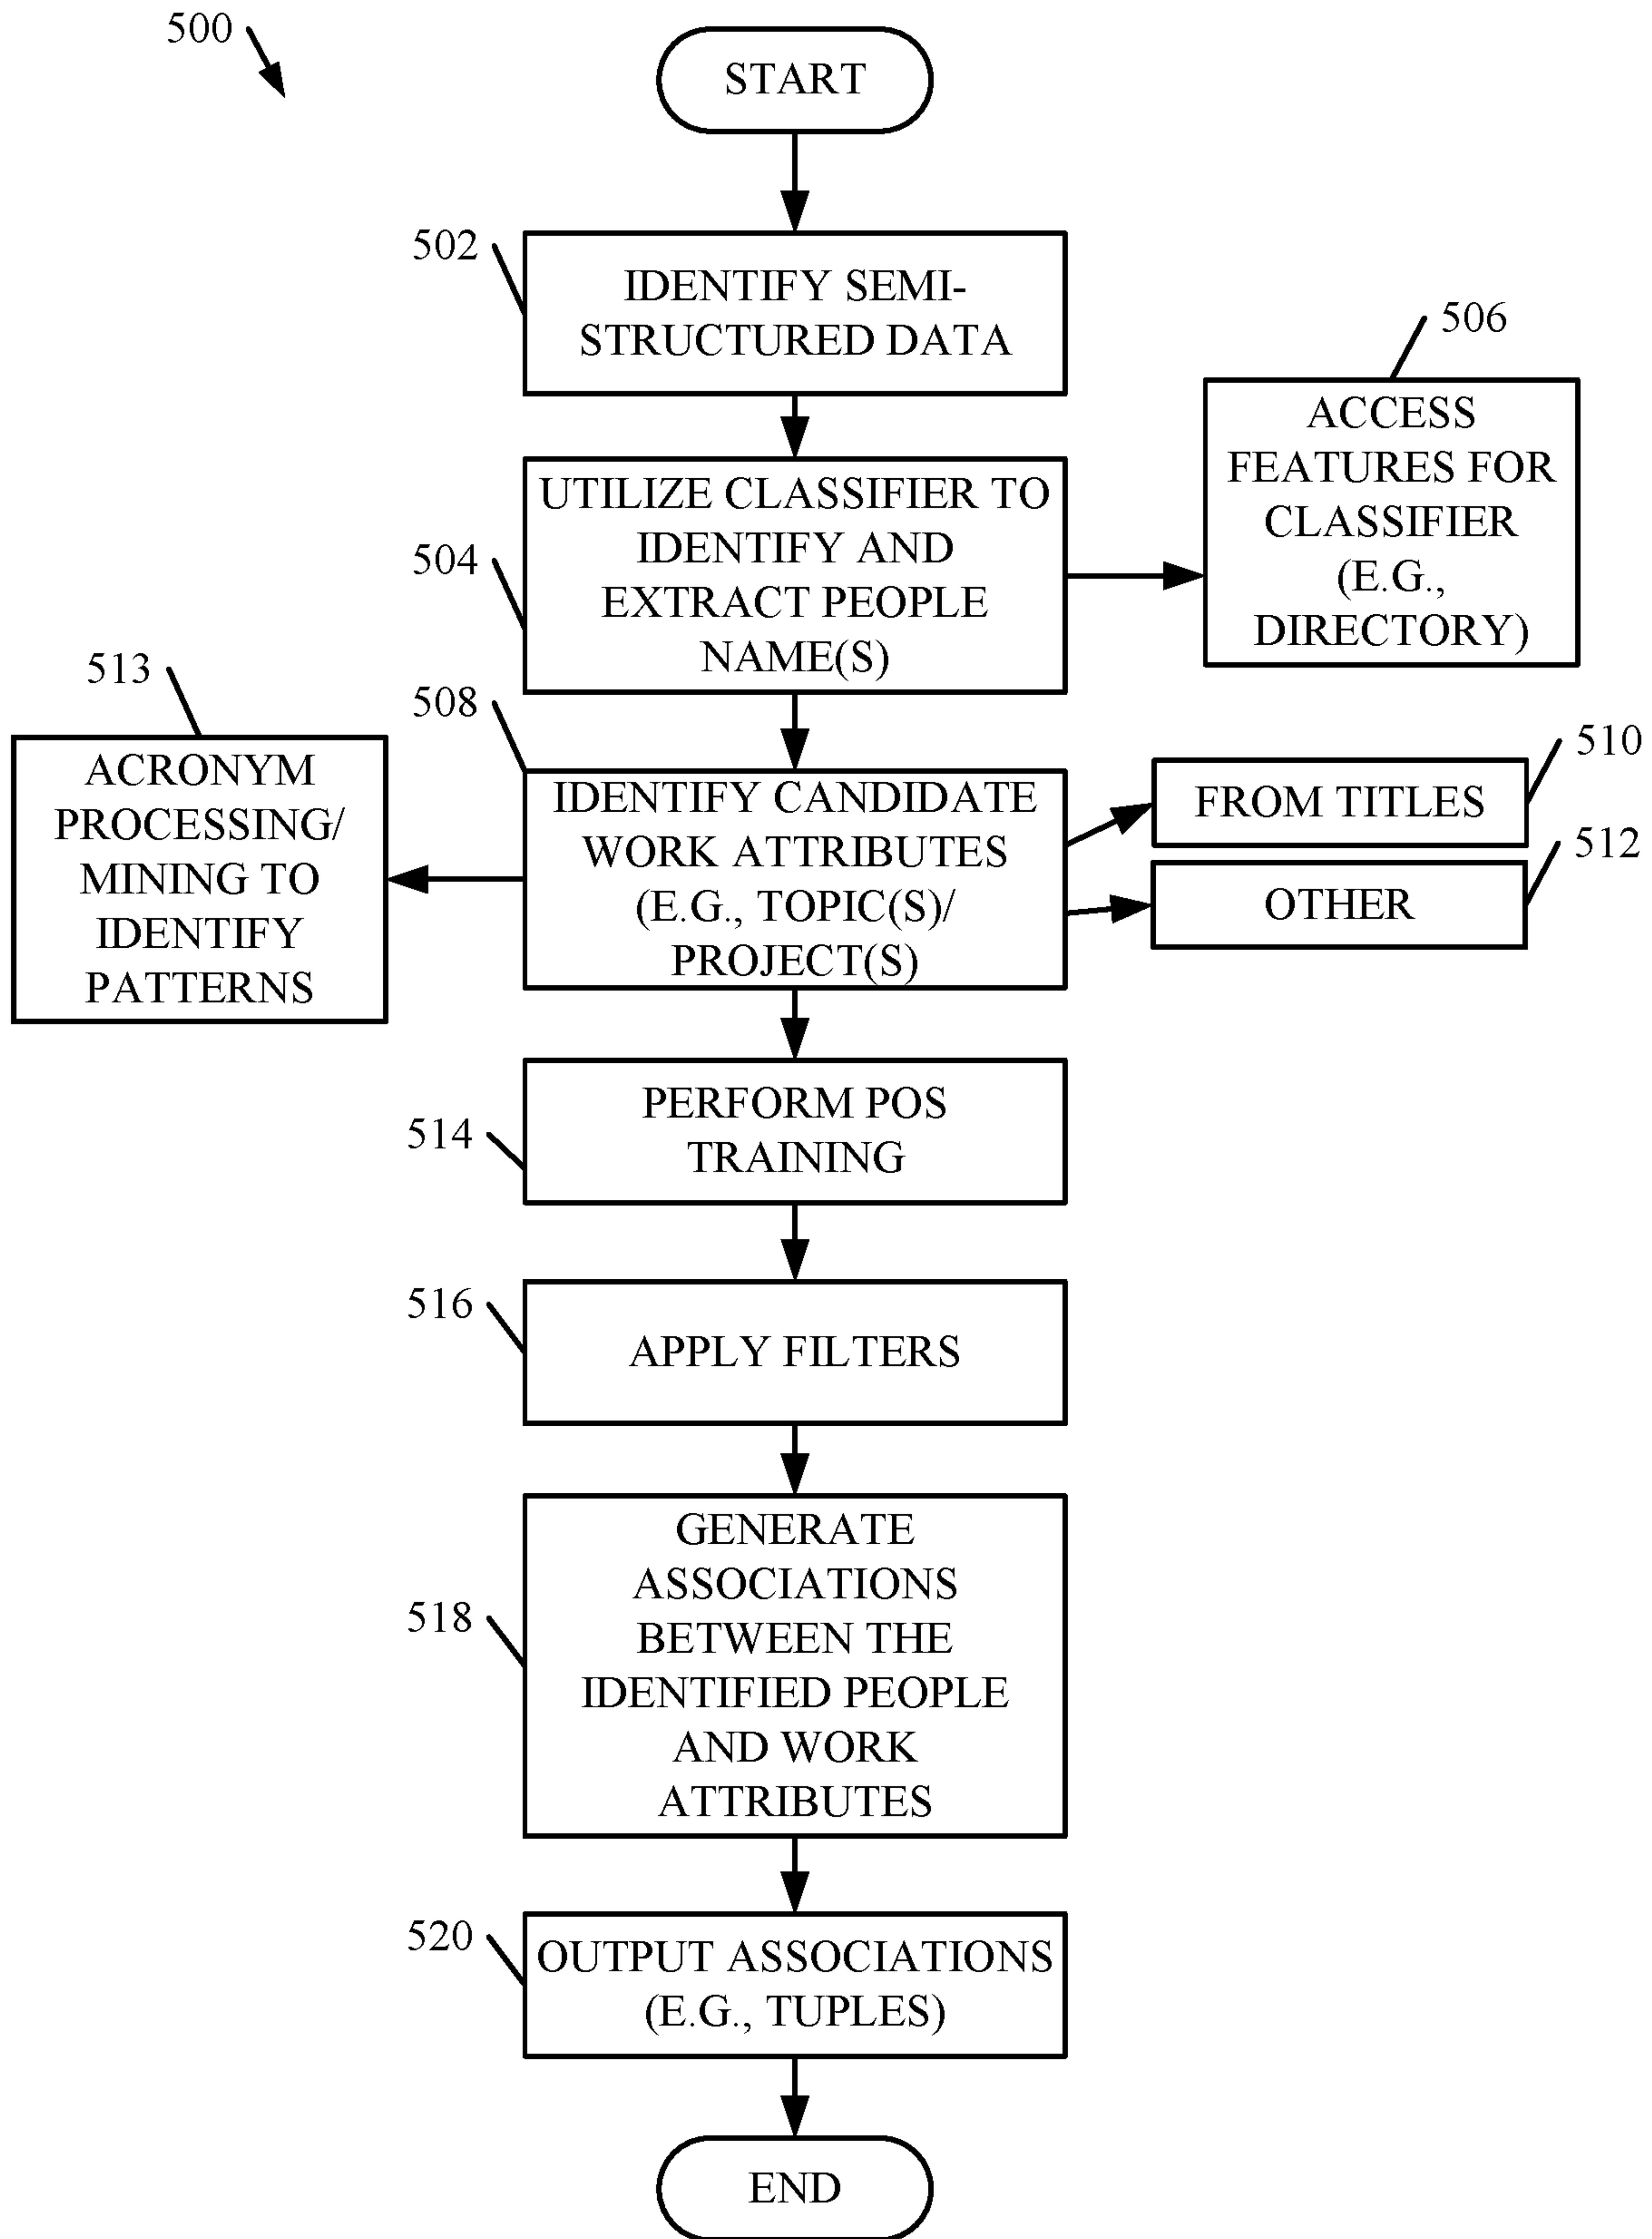 500
START
502
IDENTIFY SEMI-
STRUCTURED DATA
506
ACCESS
FEATURES FOR
CLASSIFIER
(E.G.,
DIRECTORY)
504
UTILIZE CLASSIFIER TO
IDENTIFY AND
EXTRACT PEOPLE
NAME(S)
513
ACRONYM
PROCESSING/
MINING TO
IDENTIFY
PATTERNS
508
IDENTIFY CANDIDATE
WORK ATTRIBUTES
(E.G., TOPIC(S)/
PROJECT(S)
510
FROM TITLES
512
OTHER
514
PERFORM POS
TRAINING
516
APPLY FILTERS
518
GENERATE
ASSOCIATIONS
BETWEEN THE
IDENTIFIED PEOPLE
AND WORK
ATTRIBUTES
520
OUTPUT ASSOCIATIONS
(E.G., TUPLES)
END